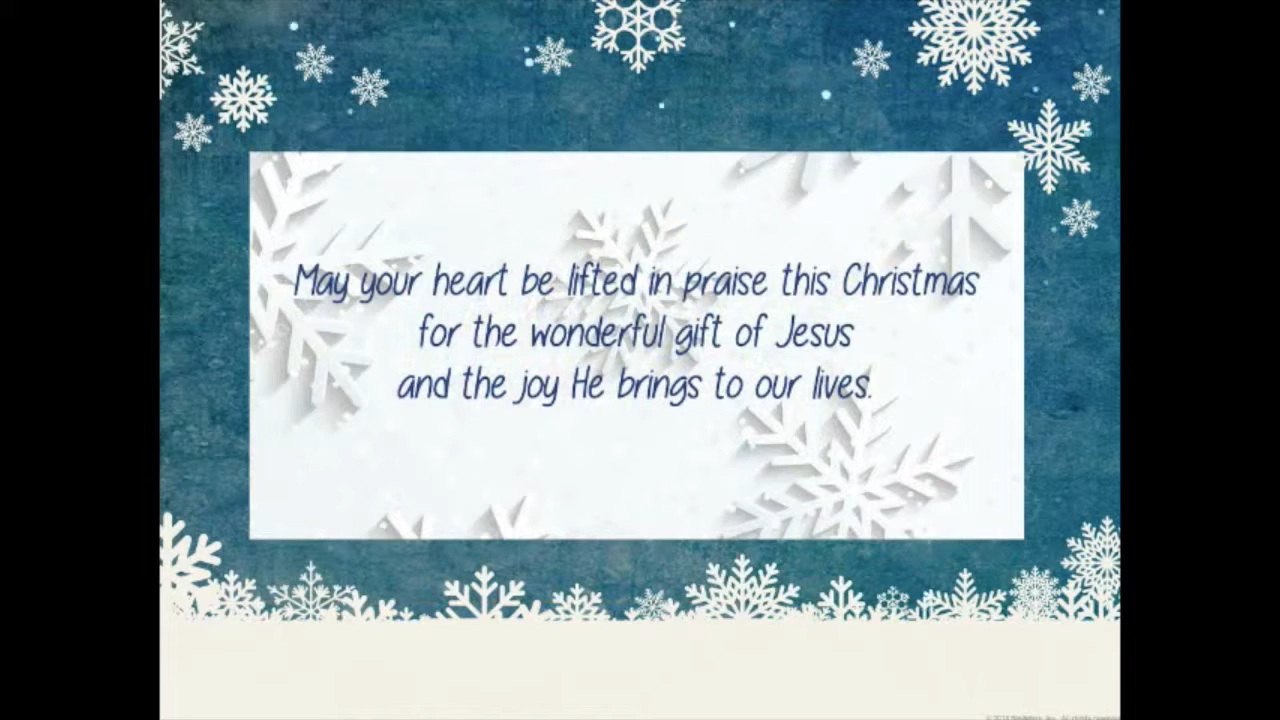 May your heart be lifted in praise this Christmas
for the wonderful gift of Jesus
and the joy He brings to our lives.